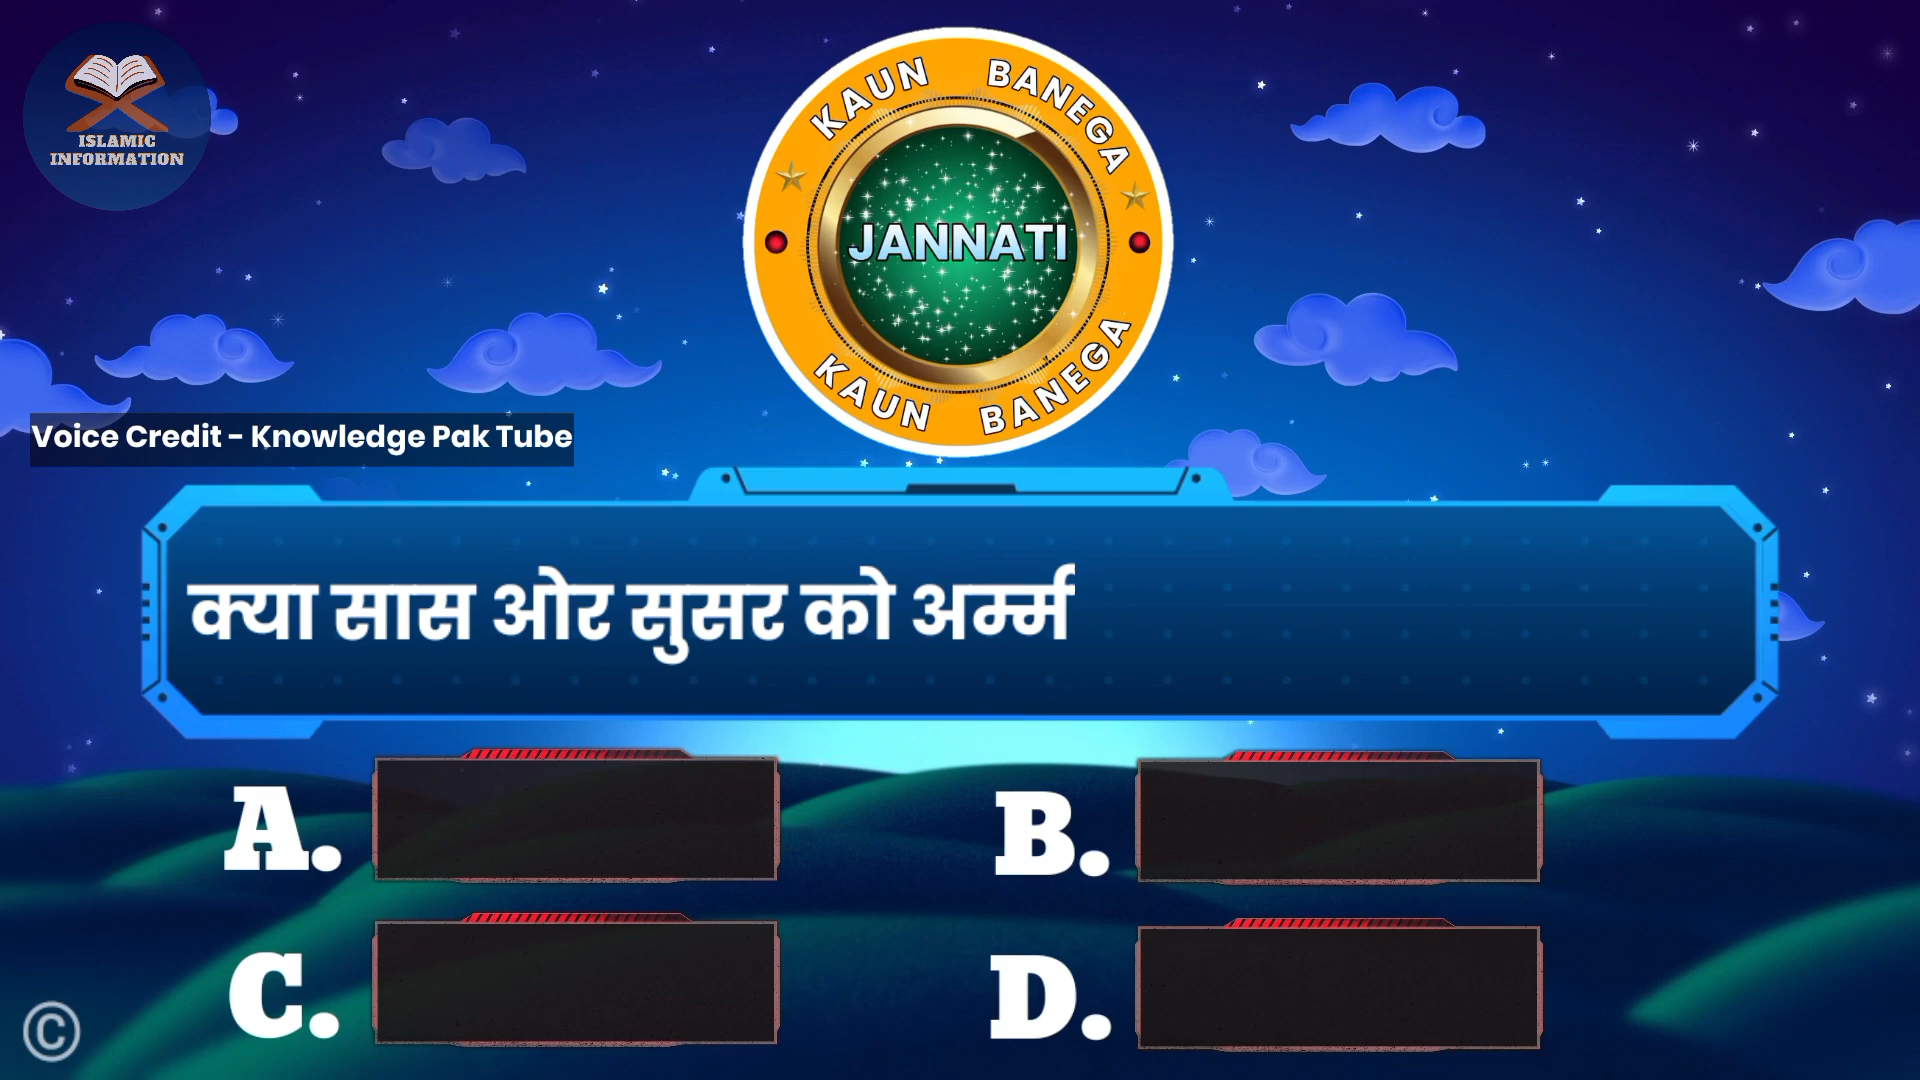 ISLAMIC
INFORMATION
KAUN BANEGA
JANNATI
KAUN BANEGA
Voice Credit - Knowledge Pak Tube
क्या सास ओर सुसर को अर्म्म
A.
B.
C.
D.
©